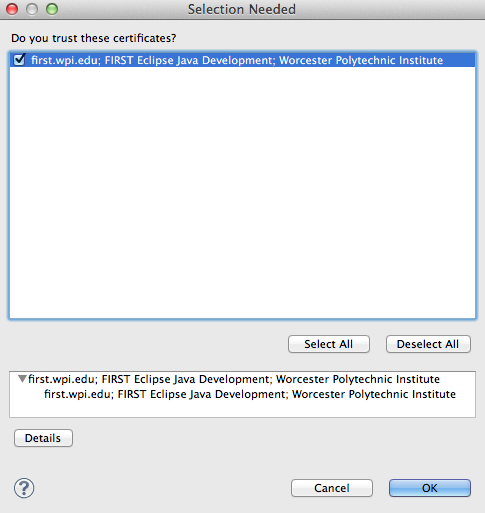 Selection Needed
Do you trust these certificates?
first.wpi.edu; FIRST Eclipse Java Development; Worcester Polytechnic Institute
Select All
Deselect All
first.wpi.edu; FIRST Eclipse Java Development; Worcester Polytechnic Institute
first.wpi.edu; FIRST Eclipse Java Development; Worcester Polytechnic Institute
Details
?
Cancel
OK